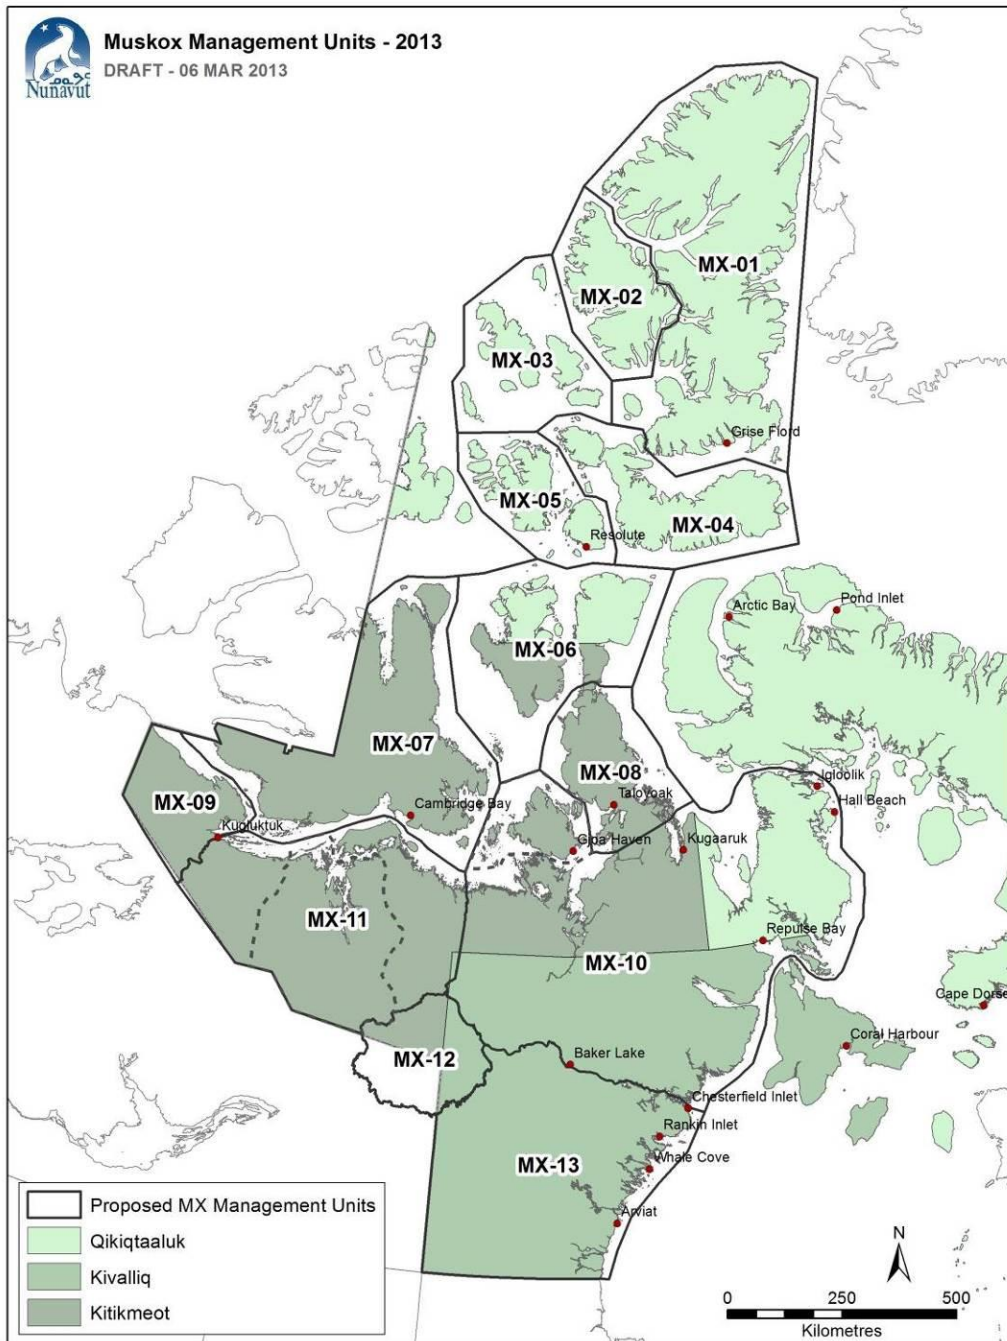 Muskox Management Units - 2013
DRAFT - 06 MAR 2013
ᓄᓇᕗᑦ
Nunavut
MX-01
MX-02
MX-03
Grise Fiord
MX-05
MX-04
Resolute
Arctic Bay
Pond Inlet
MX-06
MX-07
MX-08
Igloolik
Taloyoak
MX-09
Cambridge Bay
Hall Beach
Kugluktuk
Gjoa Haven
Kugaaruk
MX-11
Repulse Bay
MX-10
Cape Dorse
Coral Harbour
MX-12
Baker Lake
Chesterfield Inlet
Rankin Inlet
MX-13
Whale Cove
Arviat
Proposed MX Management Units
Qikiqtaaluk
Kivalliq
Kitikmeot
N
0 250 500
Kilometres